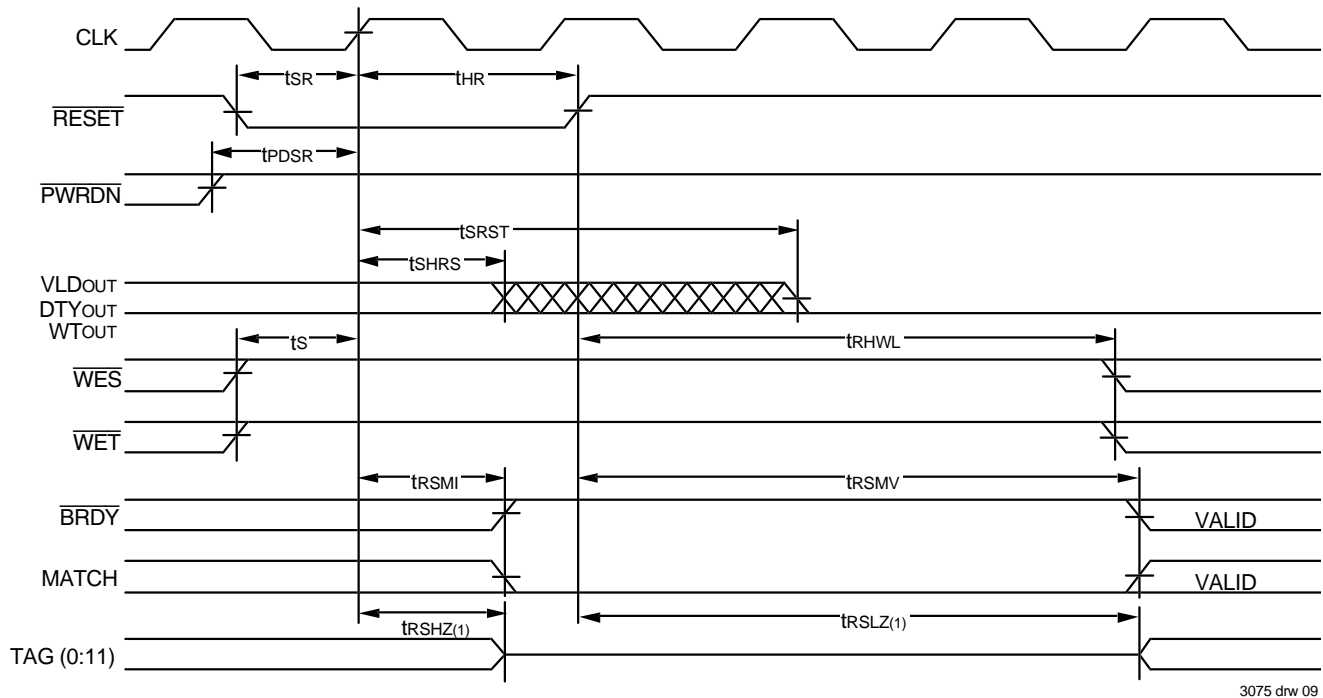 CLK
tSR
tHR
RESET
tPDSR
PWRDN
tSRST
tSHRS
VLDOUT
DTYOUT
WTOUT
tS
tRHWL
WES
WET
tRSMI
tRSMV
BRDY
VALID
MATCH
VALID
tRSHZ(1)
tRSLZ(1)
TAG (0:11)
3075 drw 09